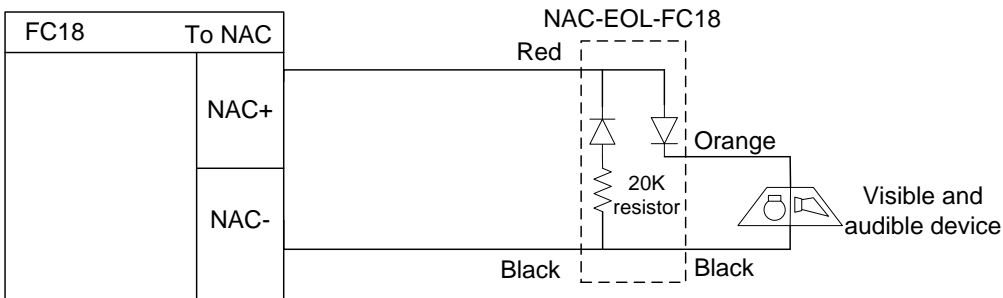 NAC-EOL-FC18
FC18
To NAC
Red
NAC+
Orange
20K
resistor
Visible and
audible device
NAC-
Black
Black